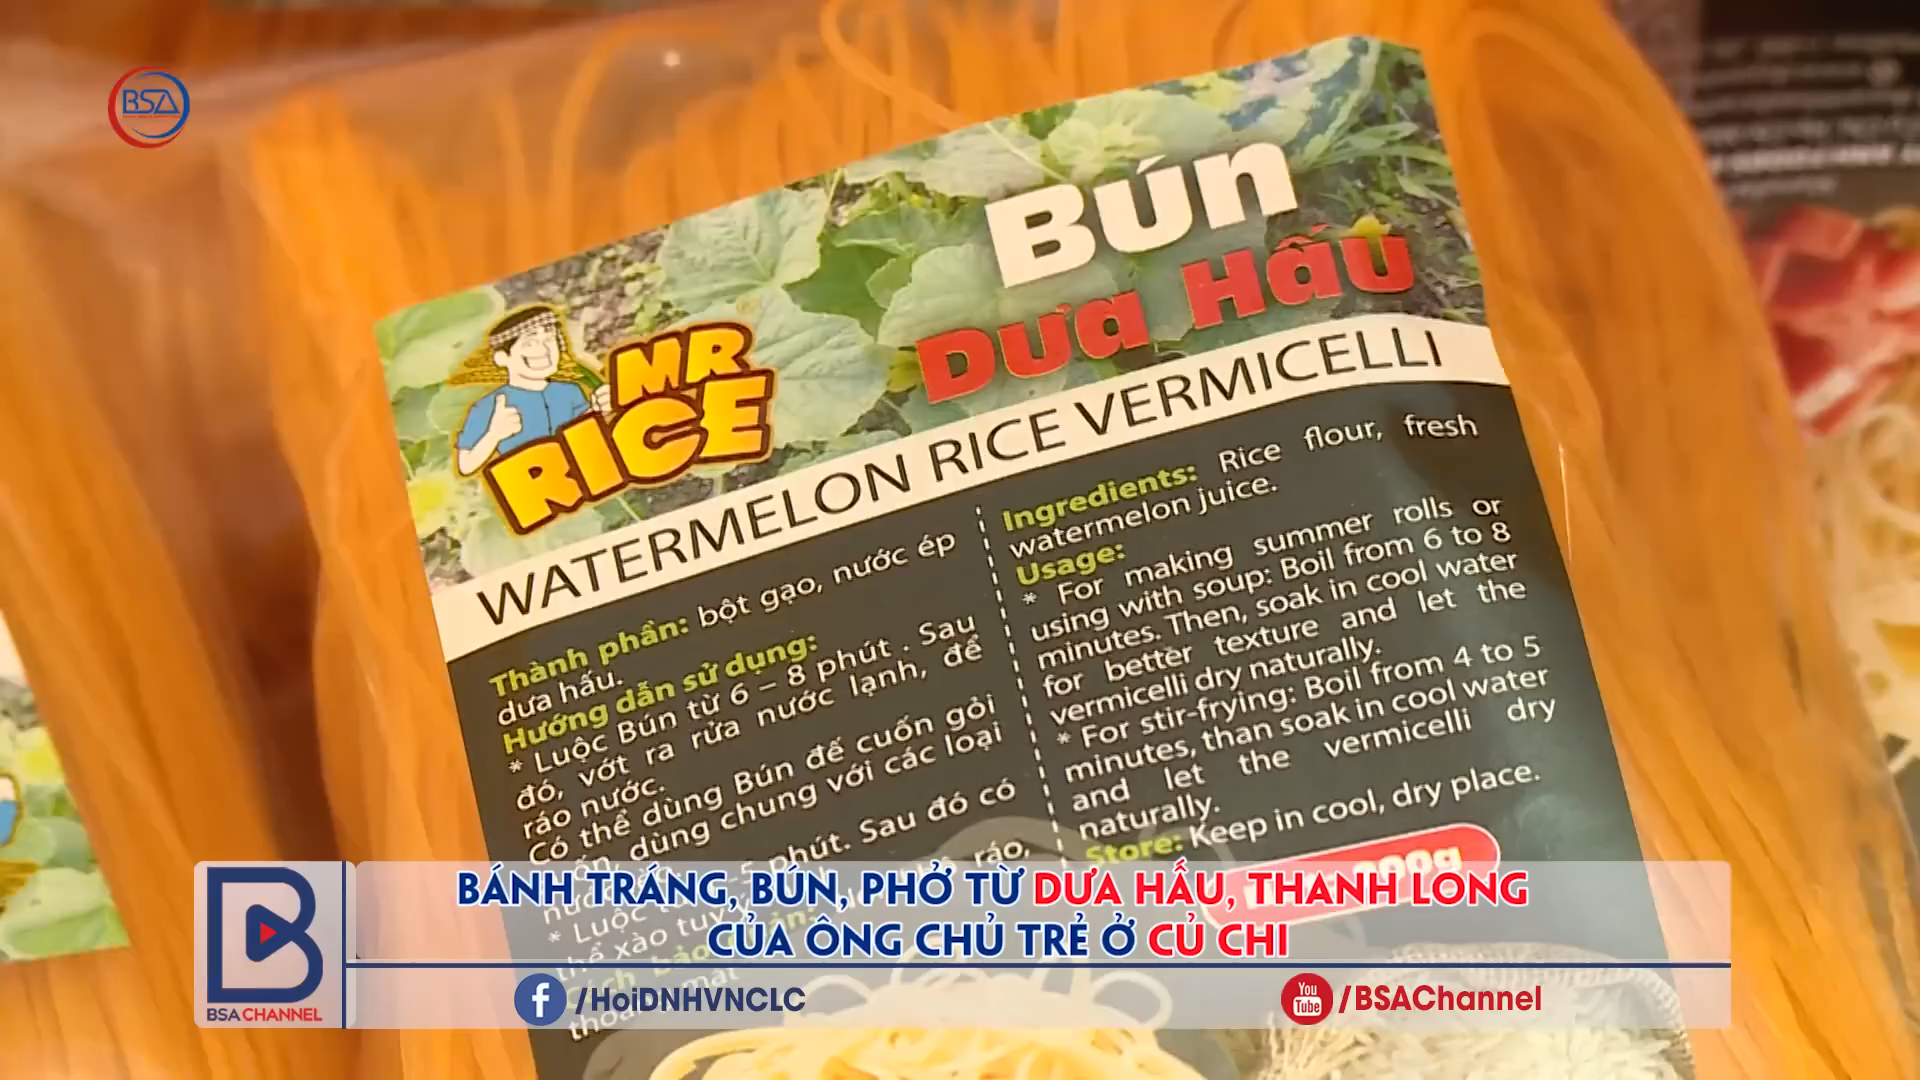 BSA
Bún
Dưa Hấu
MR
RICE
WATERMELON RICE VERMICELLI
Thành phần: bột gạo, nước ép
dưa hấu.
Hướng dẫn sử dụng:
* Luộc Bún từ 6 – 8 phút . Sau
đó, vớt ra rửa nước lạnh, để
ráo nước.
Có thể dùng Bún để cuốn gỏi
dùng chung với các loại
* Luộc phút. Sau đó có
thể xào ráo,
Ingredients: Rice flour, fresh
watermelon juice.
Usage:
* For making summer rolls or
using with soup: Boil from 6 to 8
minutes. Then, soak in cool water
for better texture and let the
vermicelli dry naturally.
* For stir-frying: Boil from 4 to 5
minutes, than soak in cool water
and let the vermicelli dry
naturally.
Store: Keep in cool, dry place.
BÁNH TRÁNG, BÚN, PHỞ TỪ DƯA HẤU, THANH LONG
CỦA ÔNG CHỦ TRẺ Ở CỦ CHI
BSA CHANNEL
/HoiDNHVNCLC
You
Tube
/BSAChannel